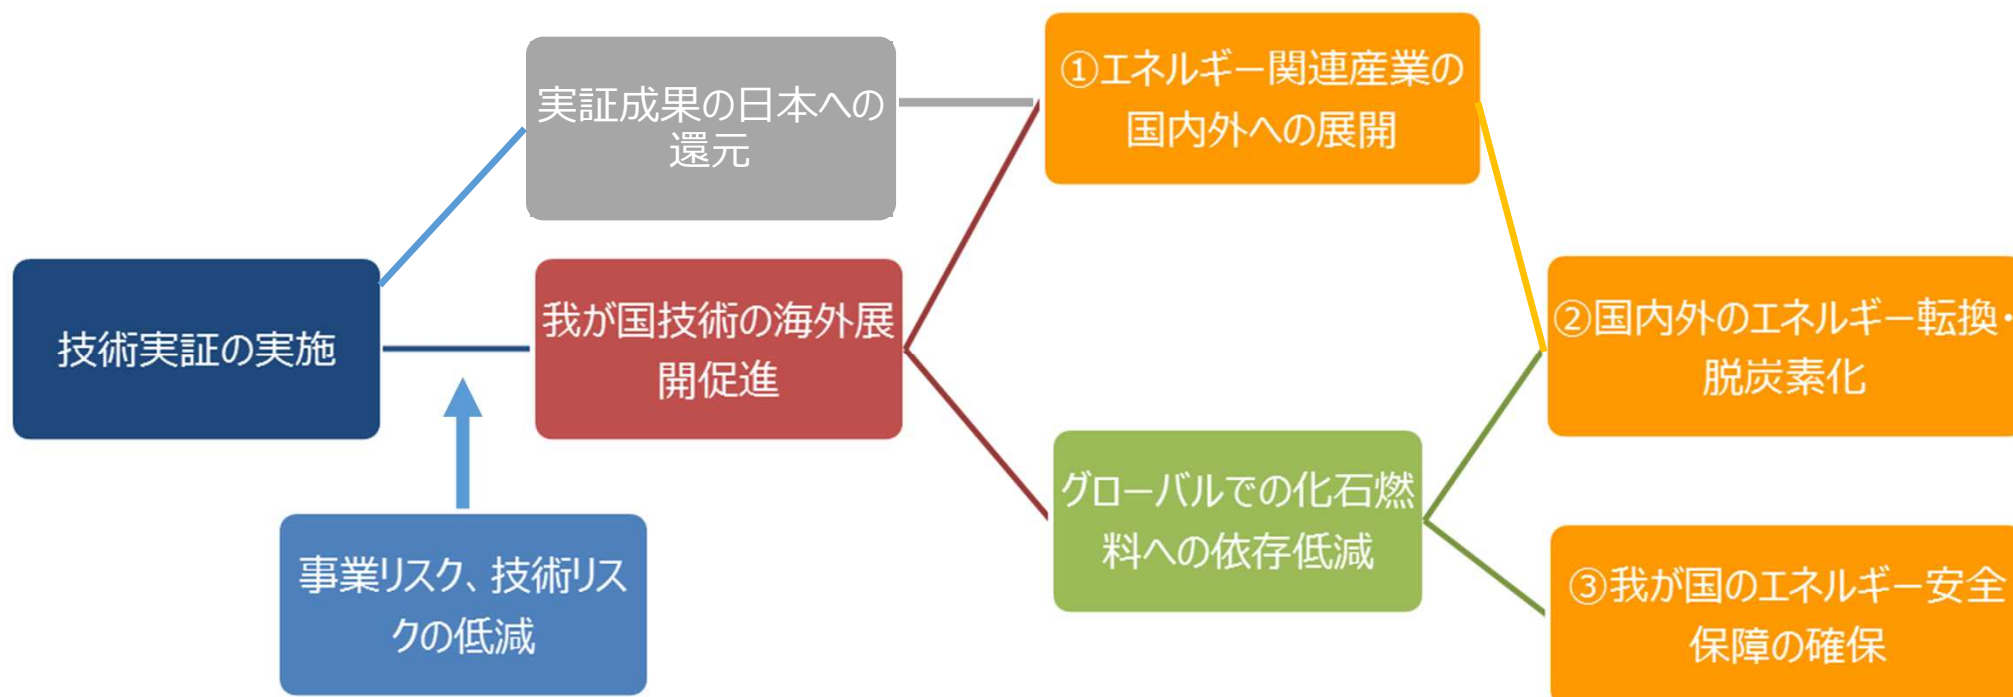 実証成果の日本への
還元
①エネルギー関連産業の
国内外への展開
技術実証の実施
我が国技術の海外展
開促進
②国内外のエネルギー転換・
脱炭素化
グローバルでの化石燃
料への依存低減
事業リスク、技術リス
クの低減
③我が国のエネルギー安全
保障の確保